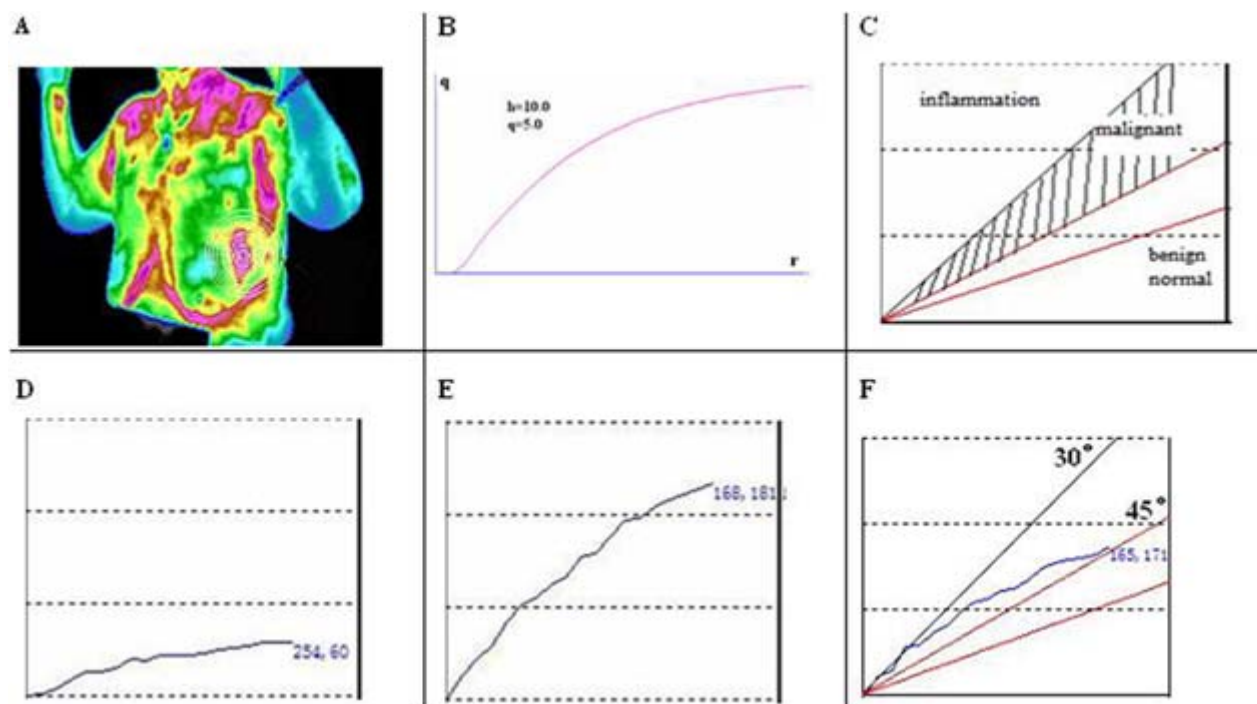 A
B
q
h=10.0
q=5.0
r
C
inflammation
malignant
benign
normal
D
254, 60
E
168, 181
F
30°
45°
165, 171